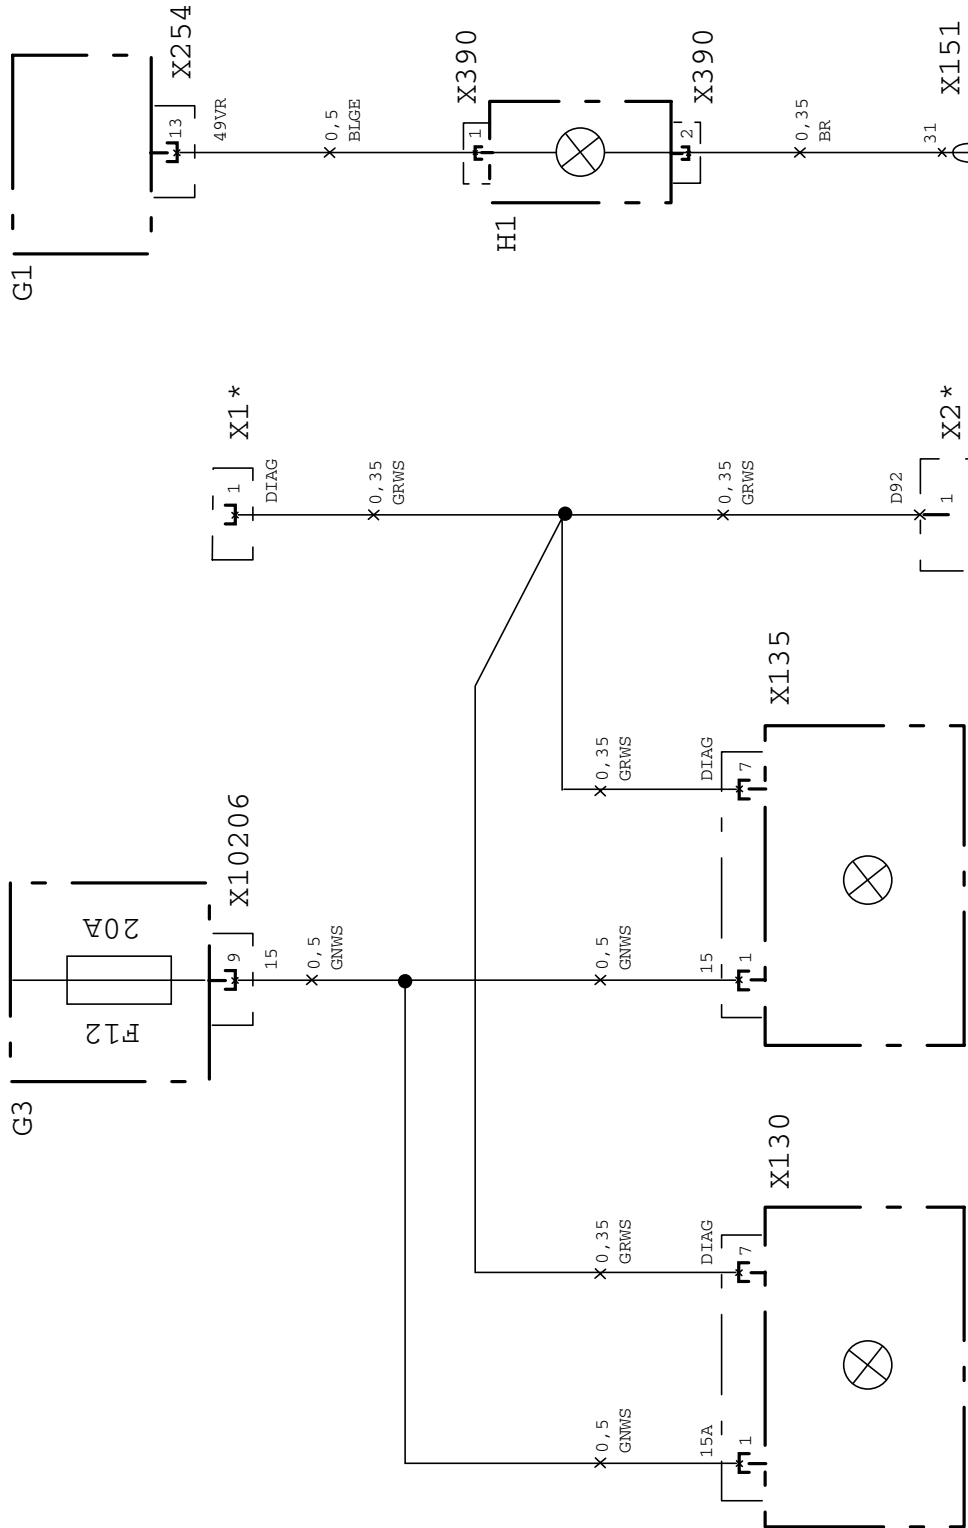 G1
X254
13
49VR
0,5
BLGE
X390
1
H1
2
X390
0,35
BR
31
X151
X1*
1
DIAG
0,35
GRWS
0,35
GRWS
D92
1
X2*
G3
F12
20A
X10206
9
15
0,5
GNWS
0,5
GNWS
15
1
0,35
GRWS
DIAG
7
X135
0,5
GNWS
15A
1
0,35
GRWS
DIAG
7
X130